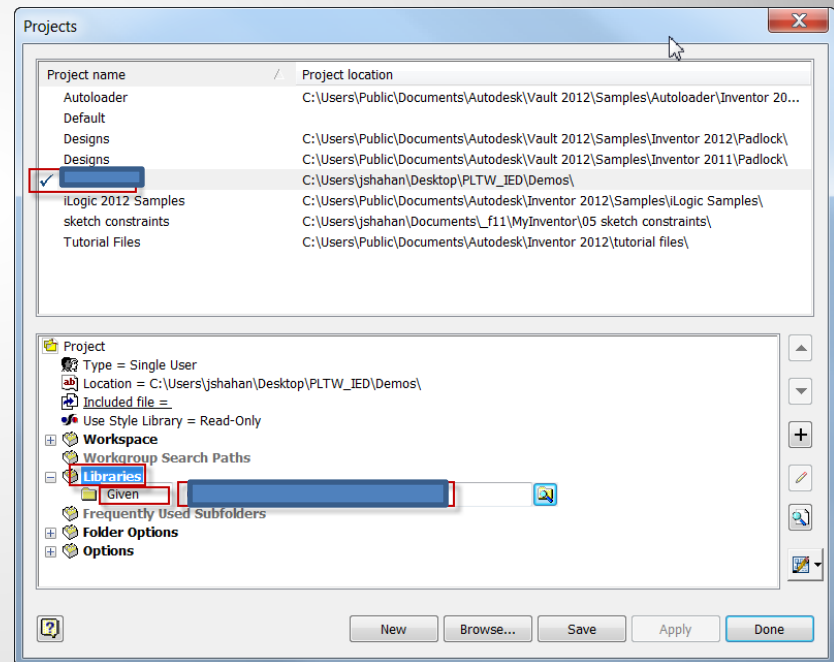 Projects
Project name / Project location
Autoloader C:\Users\Public\Documents\Autodesk\Vault 2012\Samples\Autoloader\Inventor 20...
Default
Designs C:\Users\Public\Documents\Autodesk\Vault 2012\Samples\Inventor 2012\Padlock\
Designs C:\Users\Public\Documents\Autodesk\Vault 2012\Samples\Inventor 2011\Padlock\
✓ C:\Users\jshahan\Desktop\PLTW_IED\Demos\
iLogic 2012 Samples C:\Users\Public\Documents\Autodesk\Inventor 2012\Samples\iLogic Samples\
sketch constraints C:\Users\jshahan\Documents\_f11\MyInventor\05 sketch constraints\
Tutorial Files C:\Users\Public\Documents\Autodesk\Inventor 2012\tutorial files\
Project
Type = Single User
Location = C:\Users\jshahan\Desktop\PLTW_IED\Demos\
Included file =
Use Style Library = Read-Only
Workspace
Workgroup Search Paths
Libraries
Given
Frequently Used Subfolders
Folder Options
Options
New Browse... Save Apply Done